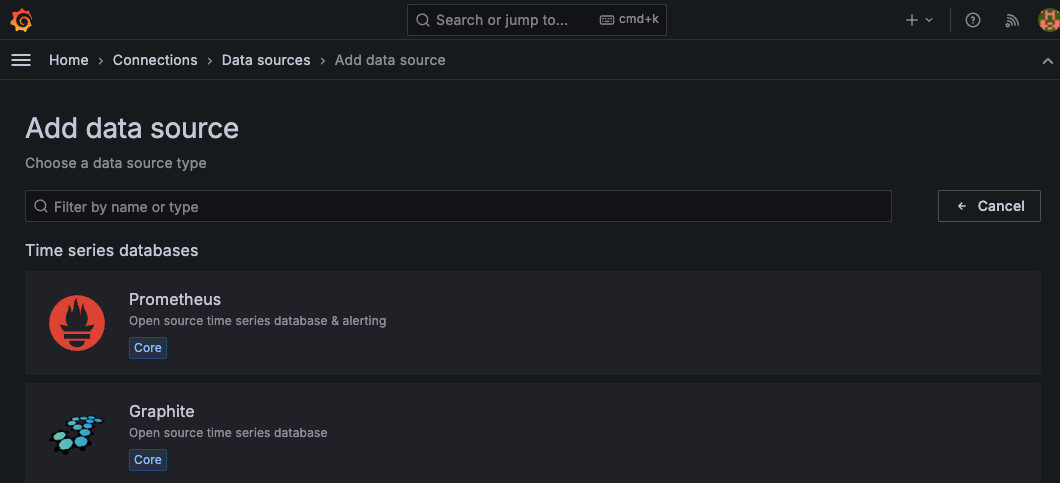 Search or jump to... cmd+k
Home › Connections › Data sources › Add data source
Add data source
Choose a data source type
Filter by name or type
Cancel
Time series databases
Prometheus
Open source time series database & alerting
Core
Graphite
Open source time series database
Core